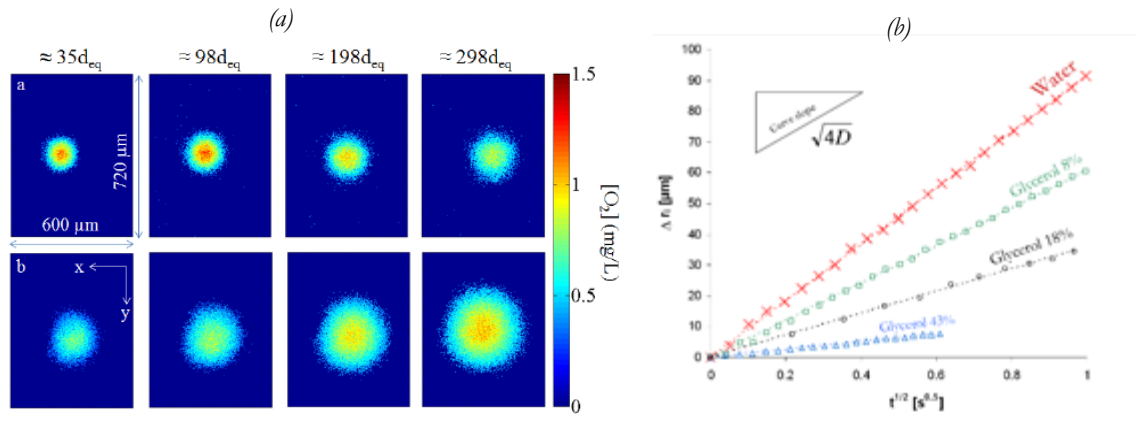 (a)
≈ 35d_eq ≈ 98d_eq ≈ 198d_eq ≈ 298d_eq
a
720 µm
600 µm
b
x
y
1.5
1
0.5
0
[O₂] (mg/L)
(b)
100
90
80
70
60
50
40
30
20
10
0
Δ rᵢ [µm]
Curve slope
√4D
Water
Glycerol 8%
Glycerol 18%
Glycerol 43%
0 0.2 0.4 0.6 0.8 1
t^1/2 [s^0.5]